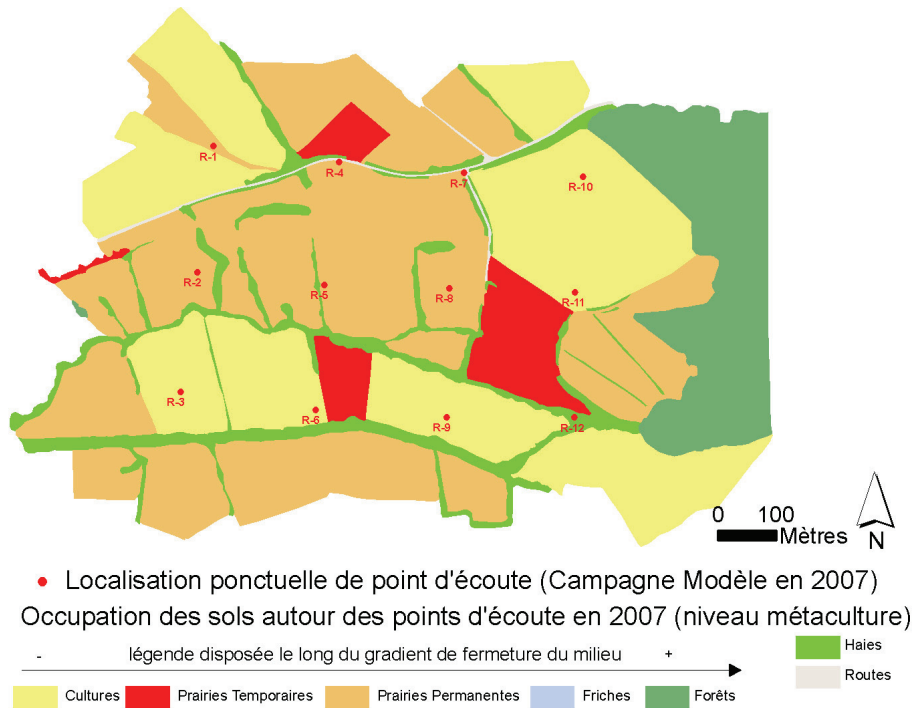 R-1
R-4
R-7
R-10
R-2
R-5
R-8
R-11
R-3
R-6
R-9
R-12
0 100
Mètres
N
Localisation ponctuelle de point d'écoute (Campagne Modèle en 2007)
Occupation des sols autour des points d'écoute en 2007 (niveau métaculture)
- légende disposée le long du gradient de fermeture du milieu +
Haies
Routes
Cultures Prairies Temporaires Prairies Permanentes Friches Forêts